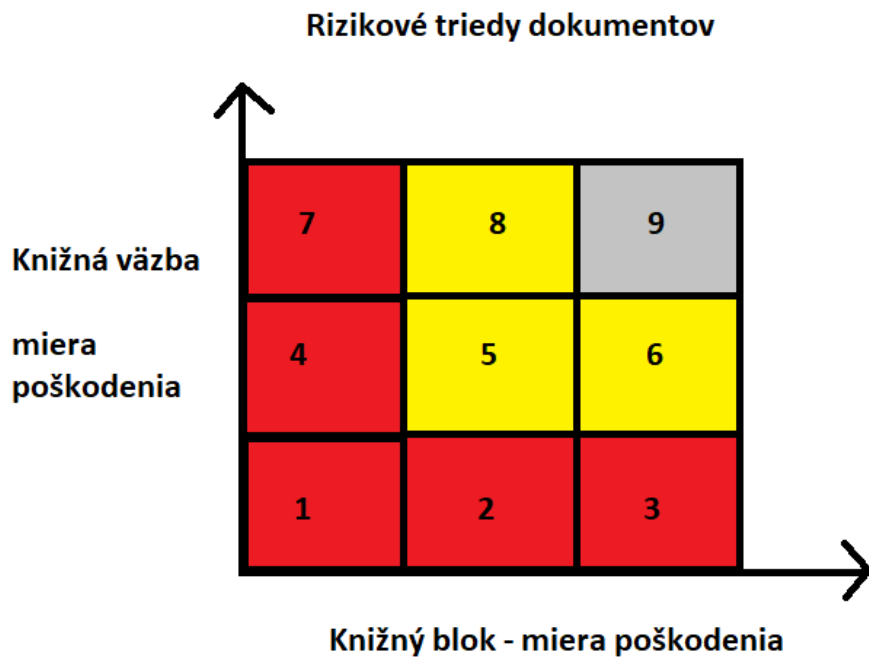 Rizikové triedy dokumentov
7 8 9
Knižná väzba
miera
poškodenia
4 5 6
1 2 3
Knižný blok - miera poškodenia